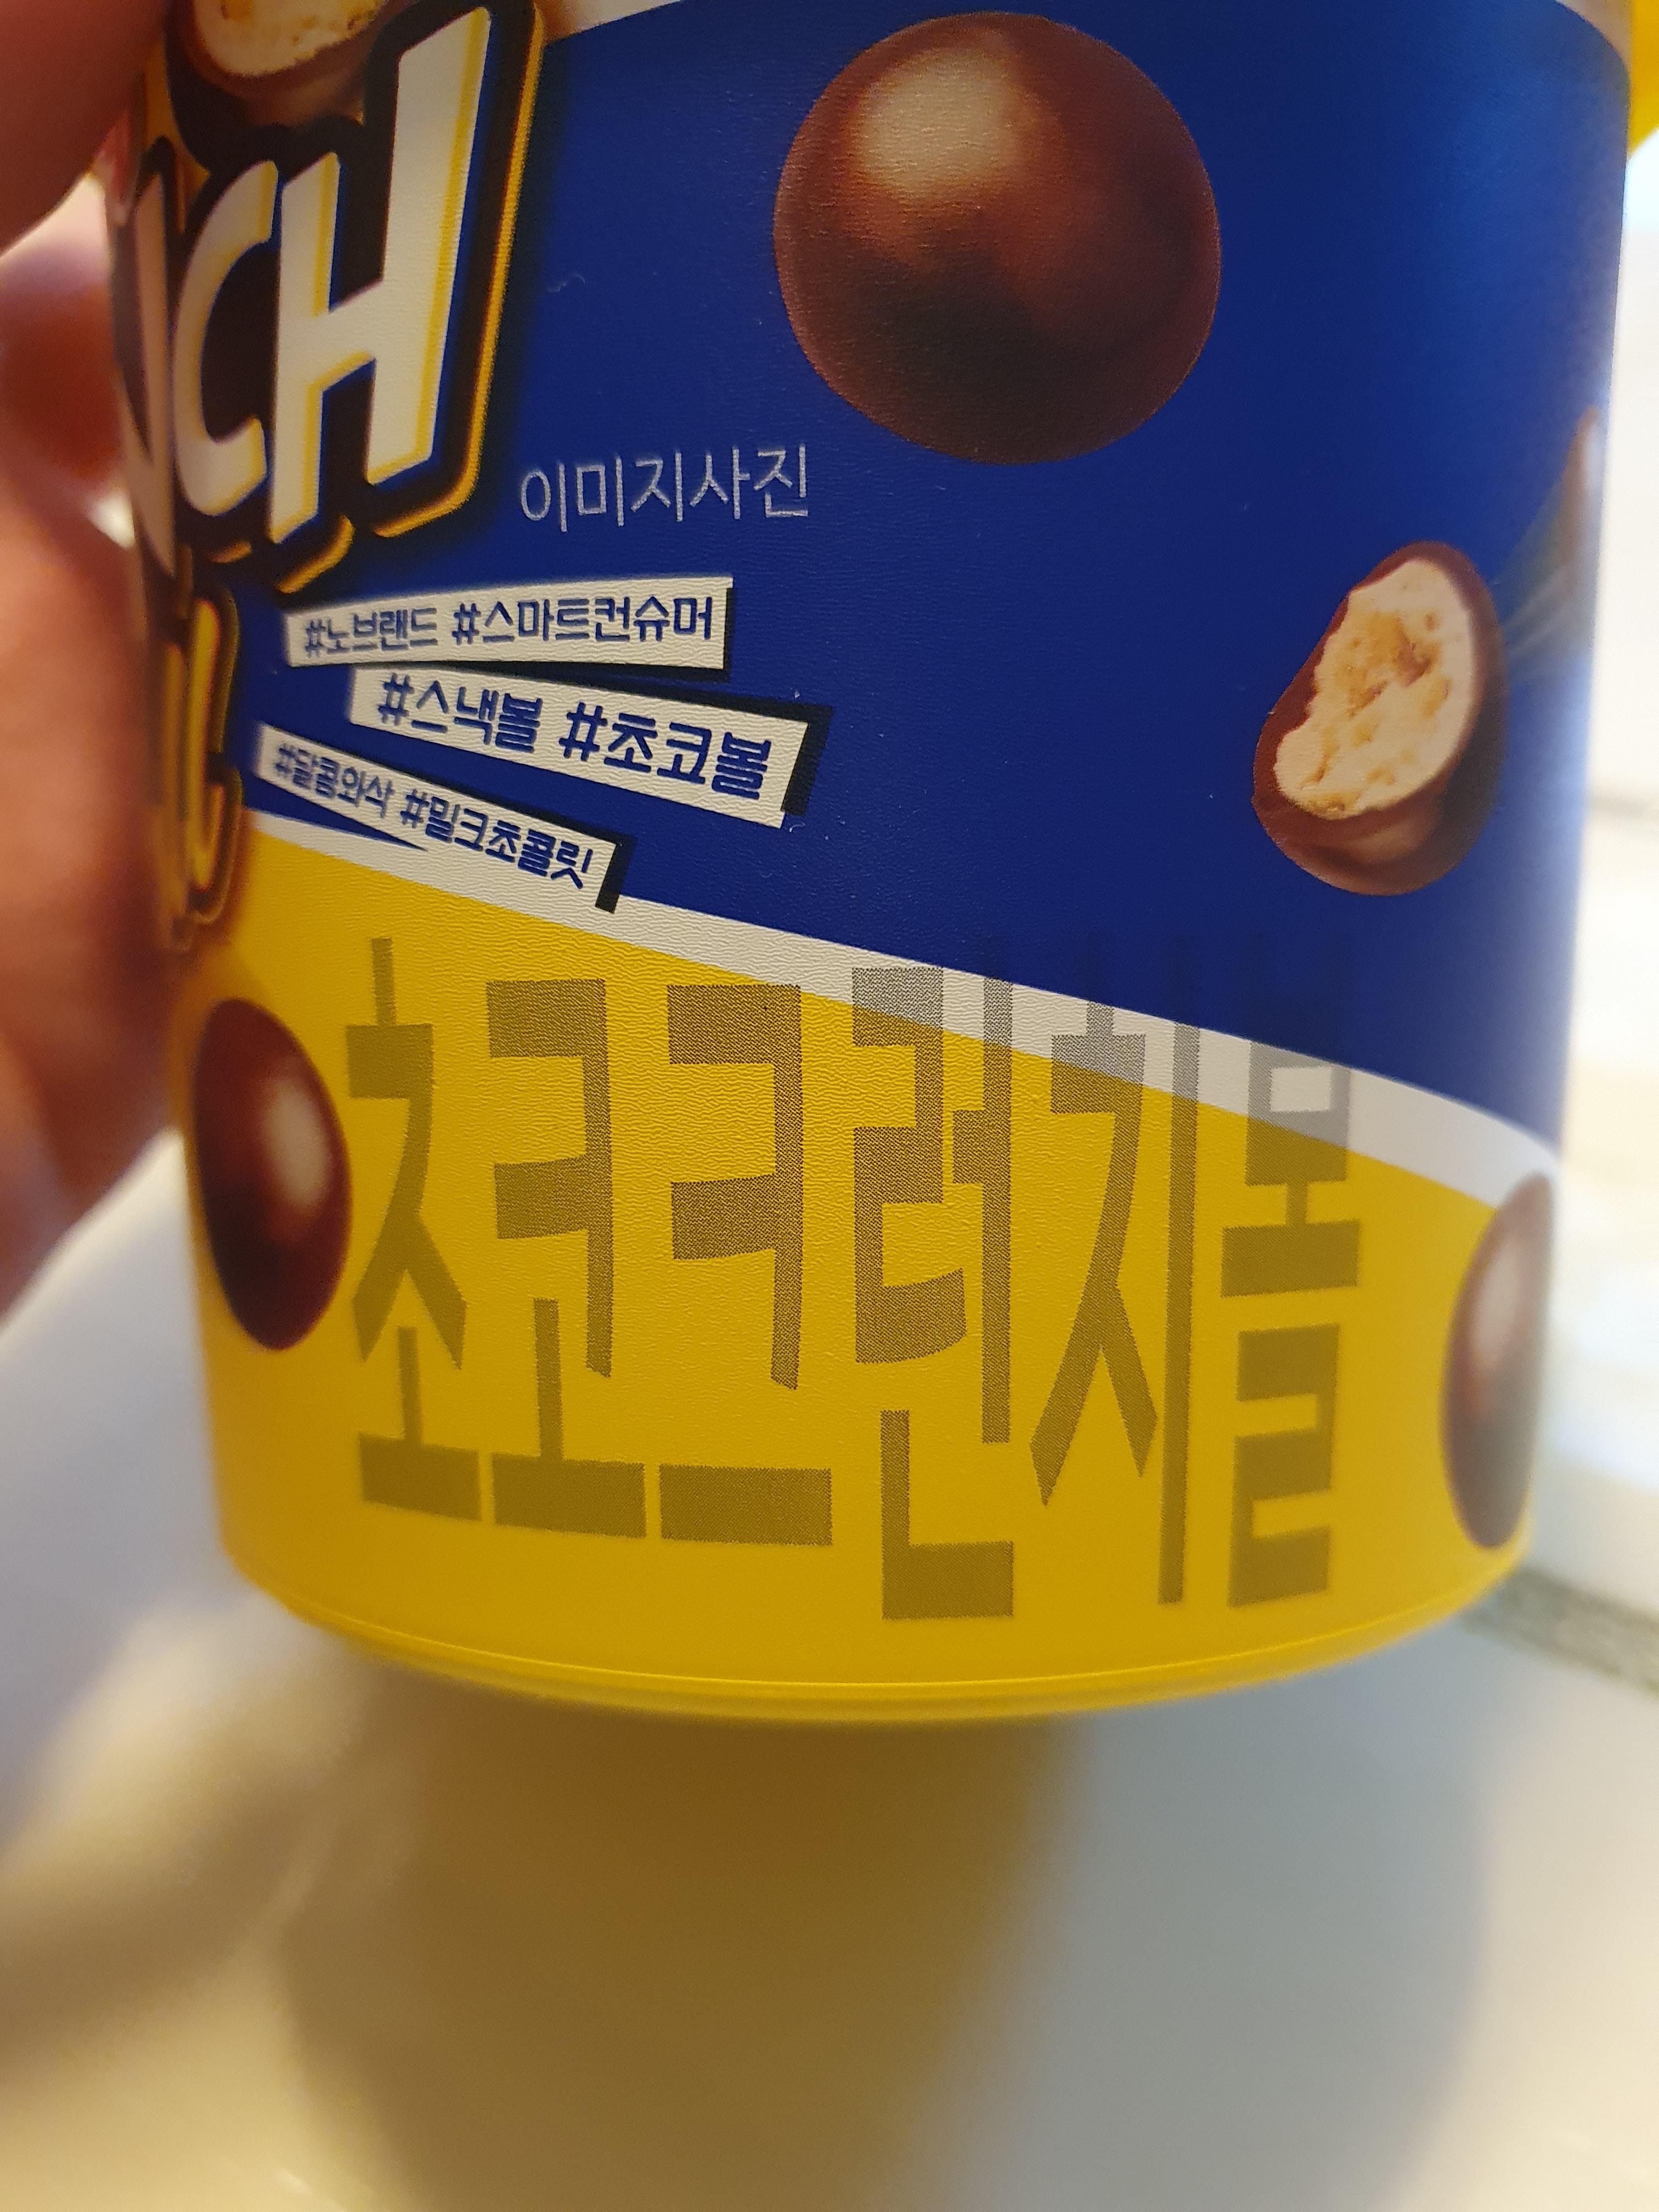 NCH
이미지사진
#노브랜드 #스마트컨슈머
#스낵볼 #초코볼
#달콤와삭 #밀크초콜릿
초코크런치볼